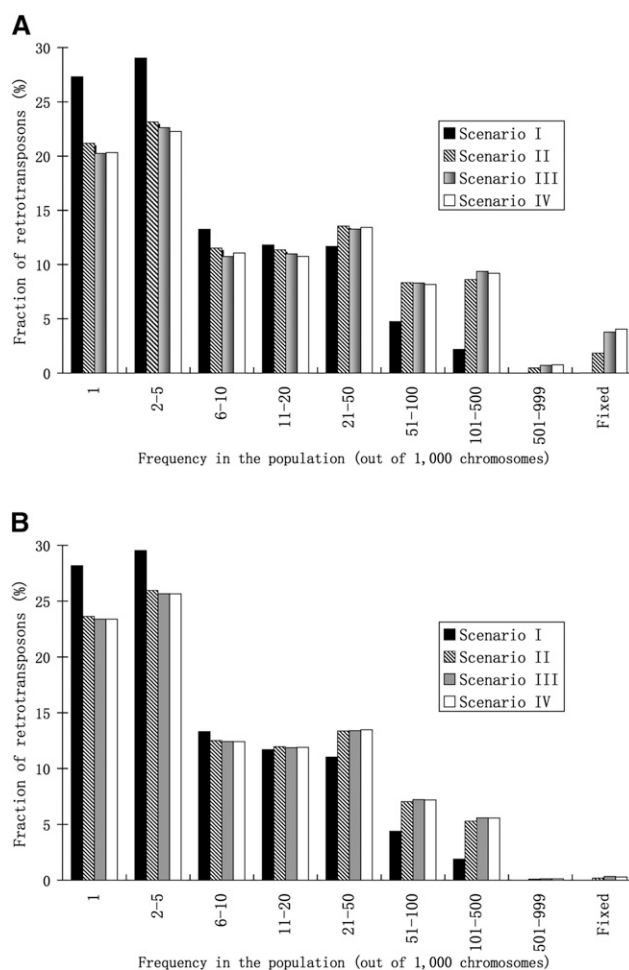 A
Fraction of retrotransposons (%)
30
25
20
15
10
5
0
Scenario I
Scenario II
Scenario III
Scenario IV
1
2-5
6-10
11-20
21-50
51-100
101-500
501-999
Fixed
Frequency in the population (out of 1,000 chromosomes)
B
Fraction of retrotransposons (%)
30
25
20
15
10
5
0
Scenario I
Scenario II
Scenario III
Scenario IV
1
2-5
6-10
11-20
21-50
51-100
101-500
501-999
Fixed
Frequency in the population (out of 1,000 chromosomes)